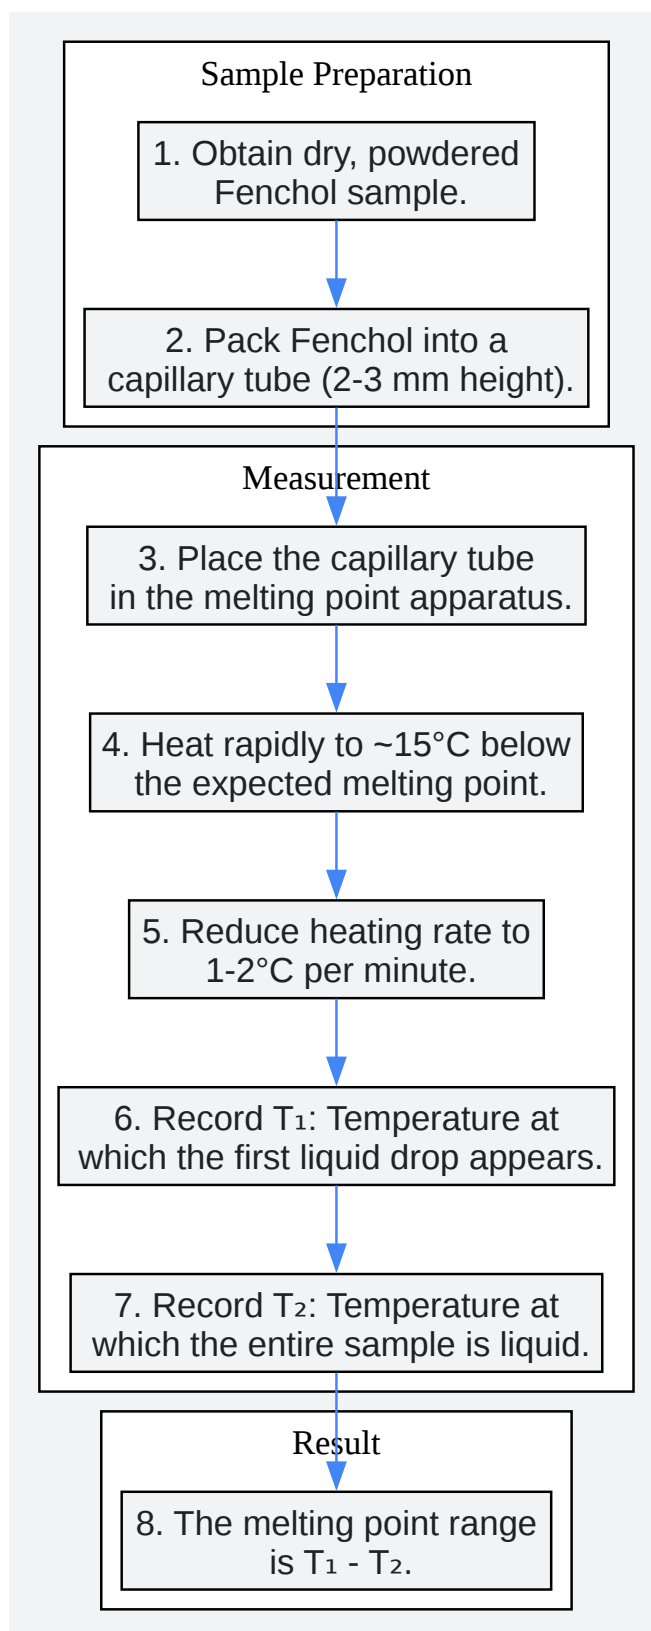 Sample Preparation
1. Obtain dry, powdered
Fenchol sample.
2. Pack Fenchol into a
capillary tube (2-3 mm height).
Measurement
3. Place the capillary tube
in the melting point apparatus.
4. Heat rapidly to ~15°C below
the expected melting point.
5. Reduce heating rate to
1-2°C per minute.
6. Record T₁: Temperature at
which the first liquid drop appears.
7. Record T₂: Temperature at
which the entire sample is liquid.
Result
8. The melting point range
is T₁ - T₂.